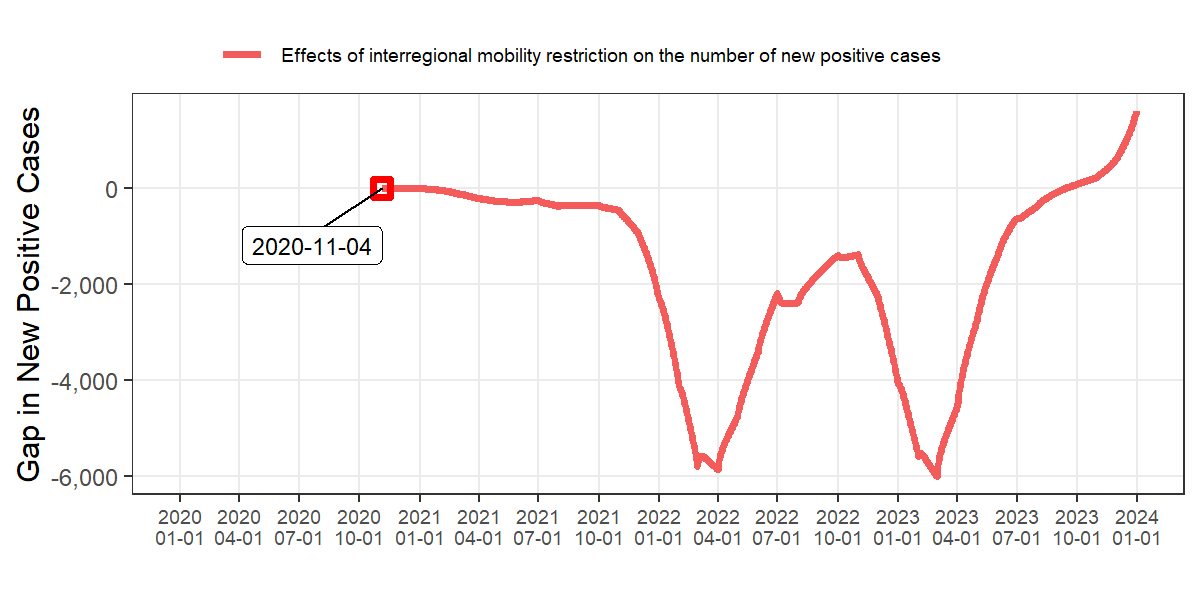 Effects of interregional mobility restriction on the number of new positive cases
Gap in New Positive Cases
0
-2,000
-4,000
-6,000
2020-11-04
2020 2020 2020 2020 2021 2021 2021 2021 2022 2022 2022 2022 2023 2023 2023 2023 2024
01-01 04-01 07-01 10-01 01-01 04-01 07-01 10-01 01-01 04-01 07-01 10-01 01-01 04-01 07-01 10-01 01-01